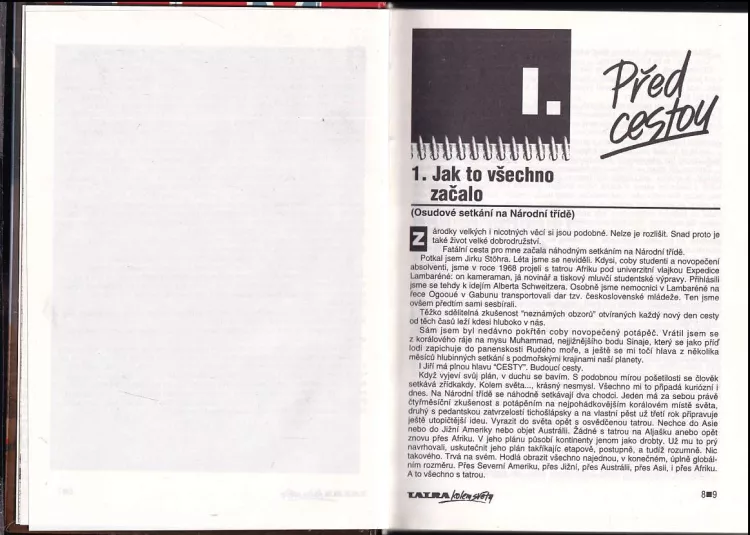 I.
Před
cestou
1. Jak to všechno
začalo
(Osudové setkání na Národní třídě)
Zárodky velkých i nicotných věcí si jsou podobné. Nelze je rozlišit. Snad proto je
také život velké dobrodružství.
Fatální cesta pro mne začala náhodným setkáním na Národní třídě.
Potkal jsem Jirku Stöhra. Léta jsme se neviděli. Kdysi, coby studenti a novopečení
absolventi, jsme v roce 1968 projeli s tatrou Afriku pod univerzitní vlajkou Expedice
Lambaréné: on kameraman, já novinář a tiskový mluvčí studentské výpravy. Přihlásili
jsme se tehdy k idejím Alberta Schweitzera. Osobně jsme nemocnici v Lambaréné na
řece Ogooué v Gabunu transportovali dar tzv. československé mládeže. Ten jsme
ovšem předtím sami sesbírali.
Těžko sdělitelná zkušenost "neznámých obzorů" otvíraných každý nový den cesty
od těch časů leží kdesi hluboko v nás.
Sám jsem byl nedávno pokřtěn coby novopečený potápěč. Vrátil jsem se
z korálového ráje na mysu Muhammad, nejjižnějšího bodu Sinaje, který se jako příď
lodi zapichuje do panenskosti Rudého moře, a ještě se mi točí hlava z několika
měsíců hlubinných setkání s podmořskými krajinami naší planety.
I Jiří má plnou hlavu "CESTY". Budoucí cesty.
Když vyjeví svůj plán, v duchu se bavím. S podobnou mírou pošetilosti se člověk
setkává zřídkakdy. Kolem světa..., krásný nesmysl. Všechno mi to připadá kuriózní i
dnes. Na Národní třídě se náhodně setkávají dva chodci. Jeden má za sebou právě
čtyřměsíční zkušenost s potápěním na nejpohádkovějším korálovém místě světa,
druhý s pedantskou zatvrzelostí tichošlápsky a na vlastní pěst už třetí rok připravuje
ještě utopičtější ideu. Vyrazit do světa opět s osvědčenou tatrou. Nechce do Asie
nebo do Jižní Ameriky nebo objet Austrálii. Žádné s tatrou na Aljašku anebo opět
znovu přes Afriku. V jeho plánu působí kontinenty jenom jako drobty. Už mu to prý
navrhovali, uskutečnit jeho plán takříkajíc etapově, postupně, a tudíž rozumně. Nic
takového. Trvá na svém. Hodlá obrazit všechno najednou, v konečném, úplně globál-
ním rozměru. Přes Severní Ameriku, přes Jižní, přes Austrálii, přes Asii, i přes Afriku.
A to všechno s tatrou.
TATRA kolem světa 8■9